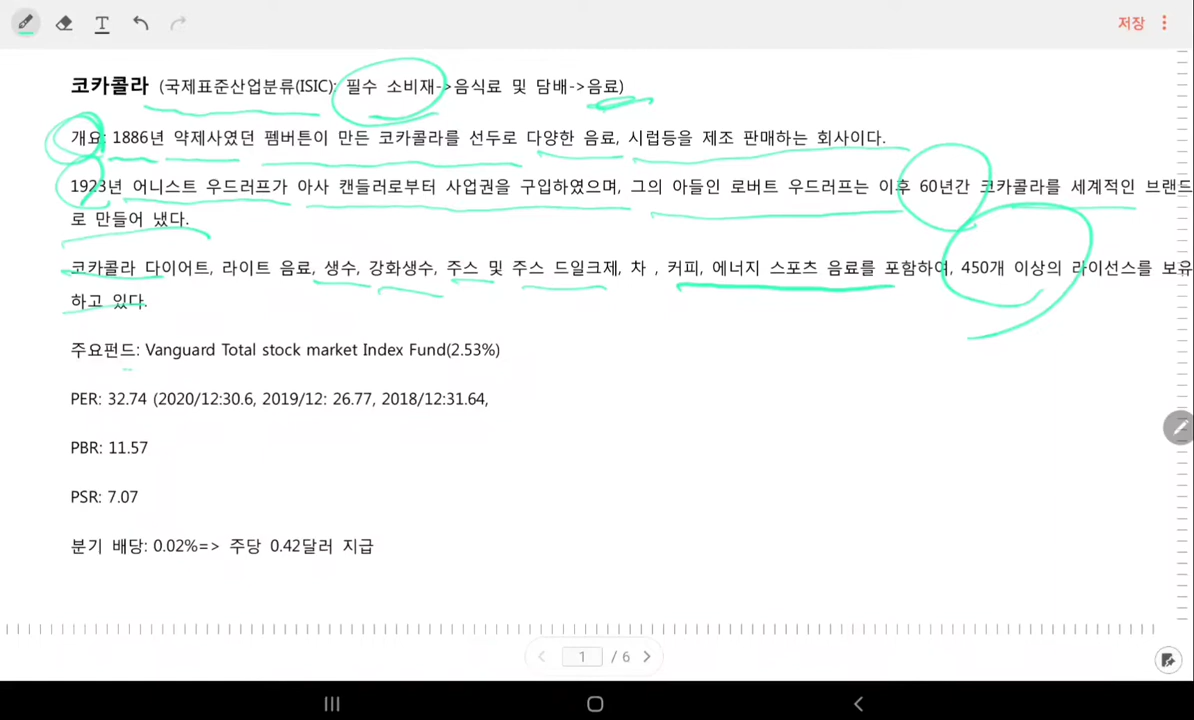 T
저장
코카콜라 (국제표준산업분류(ISIC): 필수 소비재->음식료 및 담배->음료)
개요: 1886년 약제사였던 펨버튼이 만든 코카콜라를 선두로 다양한 음료, 시럽등을 제조 판매하는 회사이다.
1923년 어니스트 우드러프가 아사 캔들러로부터 사업권을 구입하였으며, 그의 아들인 로버트 우드러프는 이후 60년간 코카콜라를 세계적인 브랜드
로 만들어 냈다.
코카콜라 다이어트, 라이트 음료, 생수, 강화생수, 주스 및 주스 드일크제, 차 , 커피, 에너지 스포츠 음료를 포함하여, 450개 이상의 라이선스를 보유
하고 있다.
주요펀드: Vanguard Total stock market Index Fund(2.53%)
PER: 32.74 (2020/12:30.6, 2019/12: 26.77, 2018/12:31.64,
PBR: 11.57
PSR: 7.07
분기 배당: 0.02%=> 주당 0.42달러 지급
1 / 6